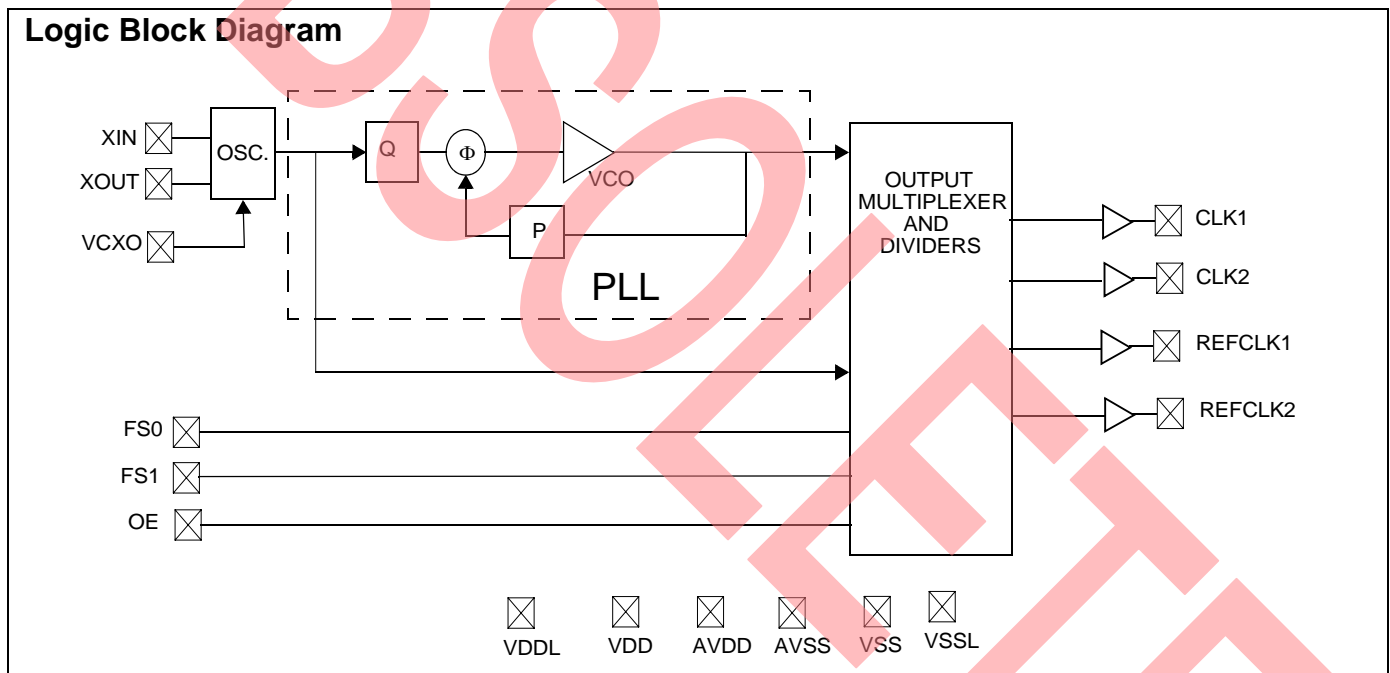 Logic Block Diagram
XIN
XOUT
VCXO
OSC.
Q
Φ
VCO
P
PLL
OUTPUT
MULTIPLEXER
AND
DIVIDERS
CLK1
CLK2
REFCLK1
REFCLK2
FS0
FS1
OE
VDDL
VDD
AVDD
AVSS
VSS
VSSL